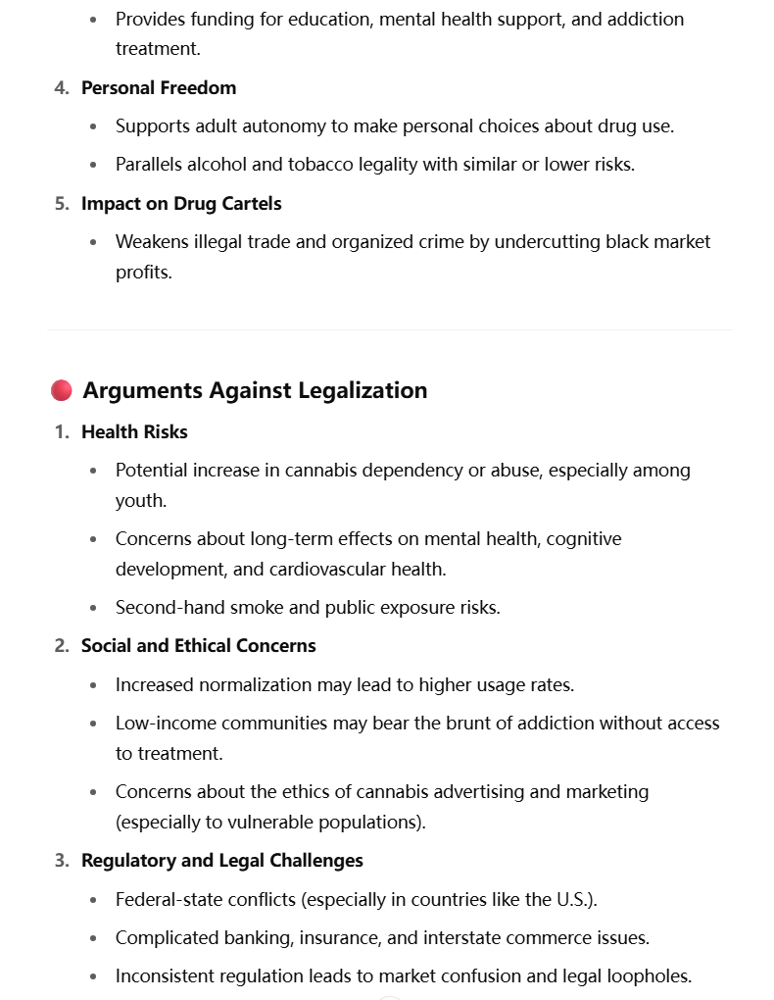 • Provides funding for education, mental health support, and addiction
treatment.
4. Personal Freedom
• Supports adult autonomy to make personal choices about drug use.
• Parallels alcohol and tobacco legality with similar or lower risks.
5. Impact on Drug Cartels
• Weakens illegal trade and organized crime by undercutting black market
profits.
Arguments Against Legalization
1. Health Risks
• Potential increase in cannabis dependency or abuse, especially among
youth.
• Concerns about long-term effects on mental health, cognitive
development, and cardiovascular health.
• Second-hand smoke and public exposure risks.
2. Social and Ethical Concerns
• Increased normalization may lead to higher usage rates.
• Low-income communities may bear the brunt of addiction without access
to treatment.
• Concerns about the ethics of cannabis advertising and marketing
(especially to vulnerable populations).
3. Regulatory and Legal Challenges
• Federal-state conflicts (especially in countries like the U.S.).
• Complicated banking, insurance, and interstate commerce issues.
• Inconsistent regulation leads to market confusion and legal loopholes.